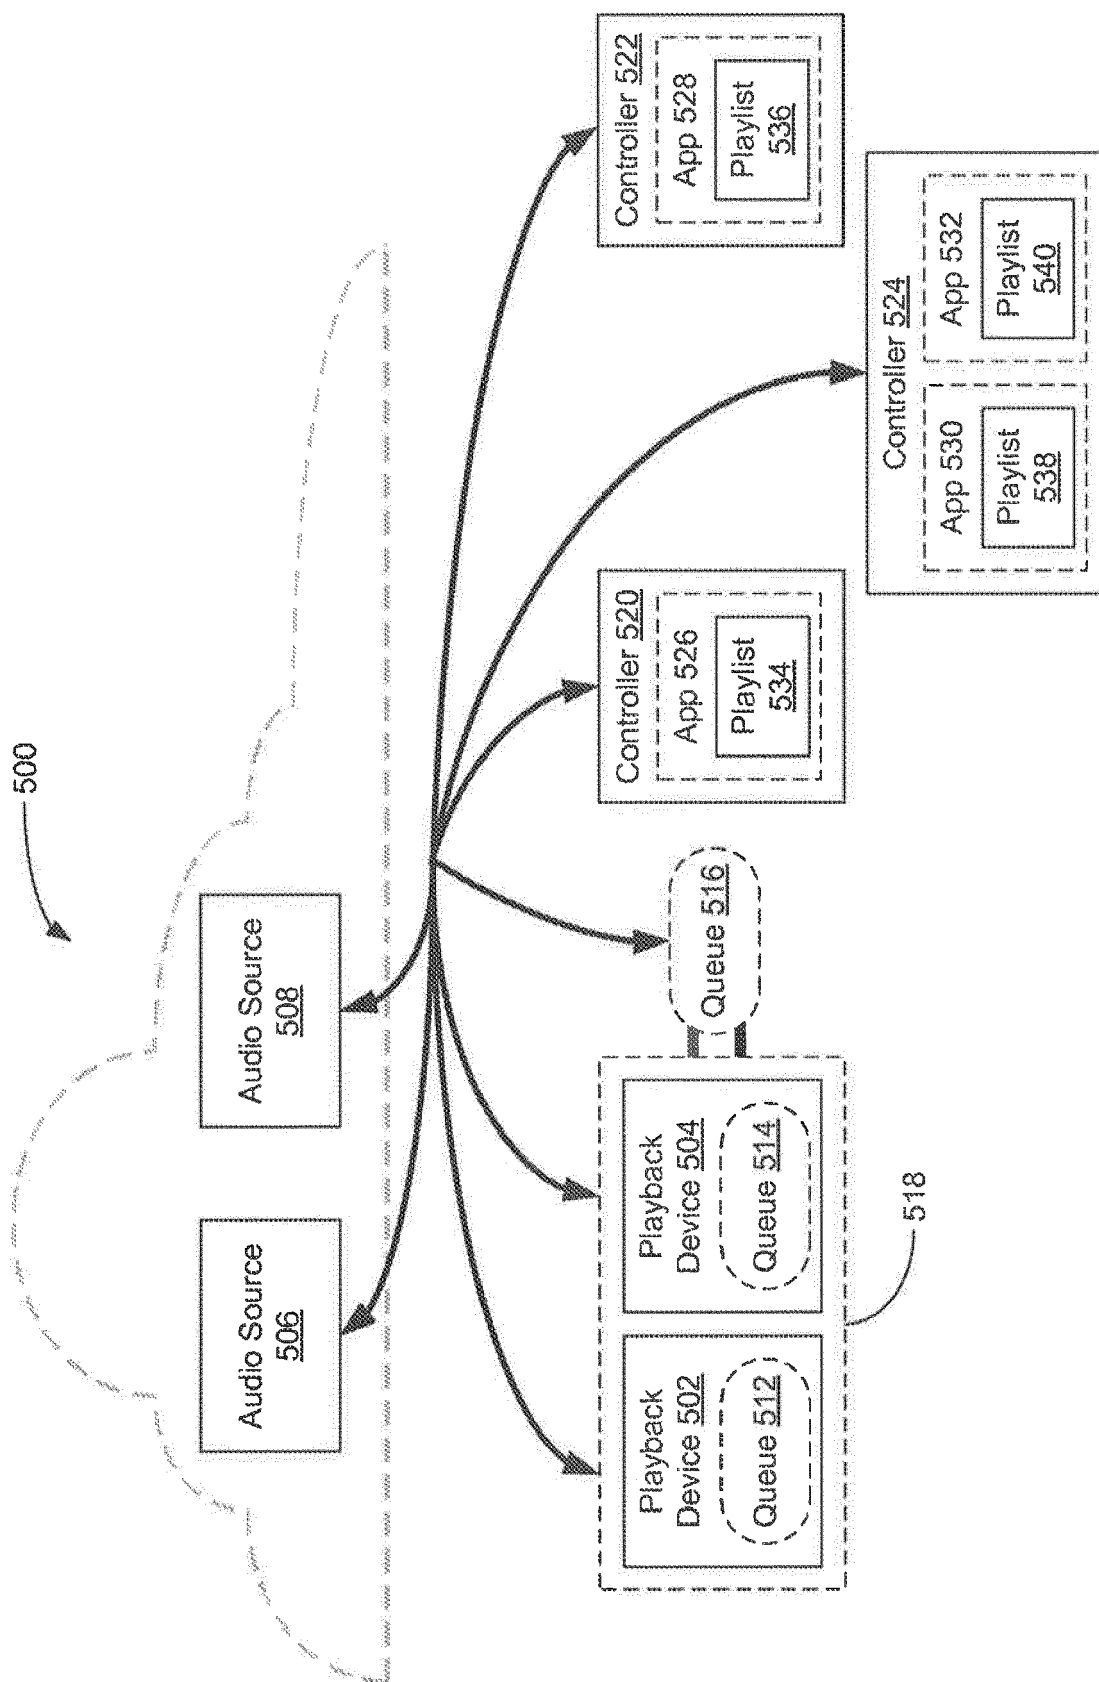 500
Audio Source
506
Audio Source
508
Playback
Device 502
Queue 512
Playback
Device 504
Queue 514
Queue 516
518
Controller 520
App 526
Playlist
534
Controller 522
App 528
Playlist
536
Controller 524
App 530
Playlist
538
App 532
Playlist
540